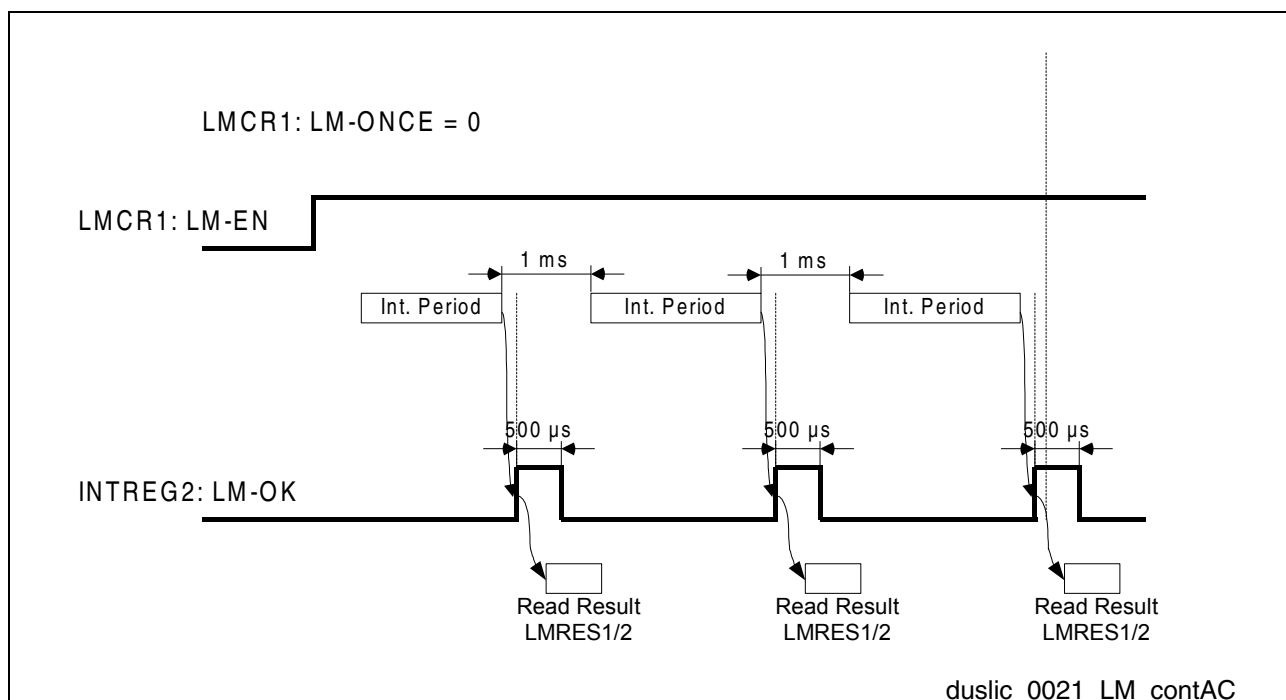 LMCR1: LM-ONCE = 0
LMCR1: LM-EN
1 ms
1 ms
Int. Period
Int. Period
Int. Period
500 µs
500 µs
500 µs
INTREG2: LM-OK
Read Result
LMRES1/2
Read Result
LMRES1/2
Read Result
LMRES1/2
duslic_0021_LM_contAC